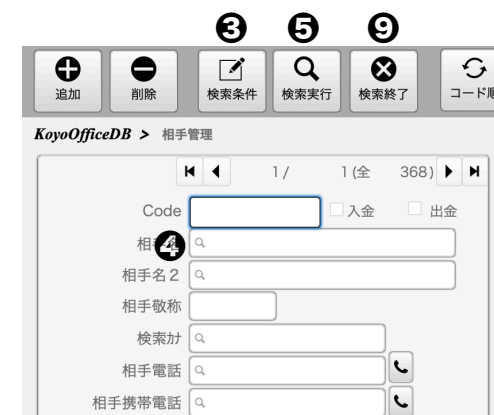 ❸ ❺ ❾
追加 削除 検索条件 検索実行 検索終了 コード順
KoyoOfficeDB > 相手管理
1 / 1 (全 368)
Code 入金 出金
❹
相手名２
相手敬称
検索ｶﾅ
相手電話
相手携帯電話